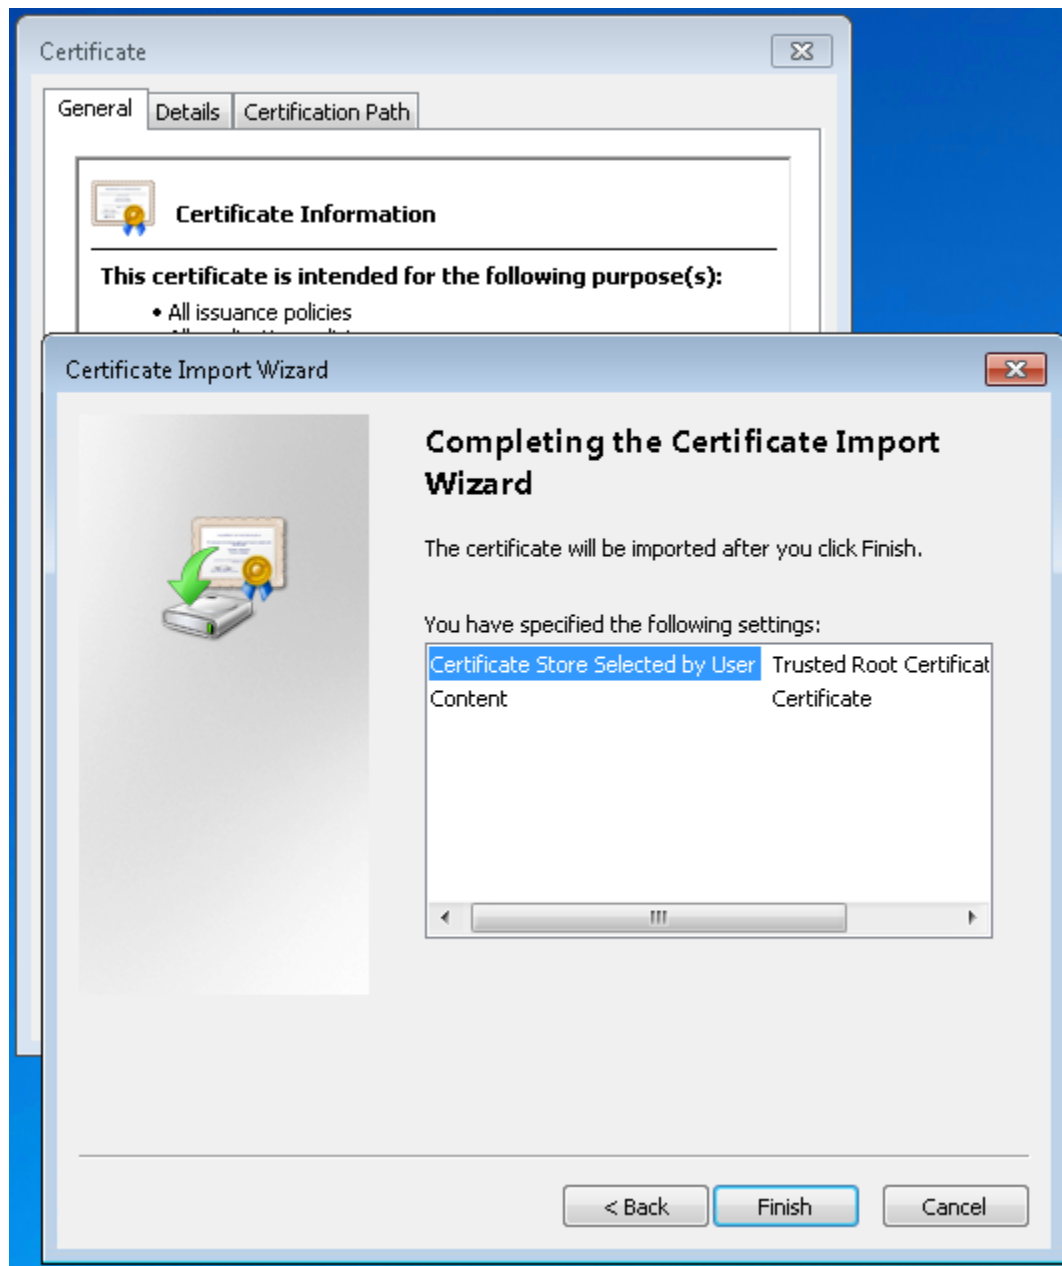 Certificate
General Details Certification Path
Certificate Information
This certificate is intended for the following purpose(s):
• All issuance policies
Certificate Import Wizard
Completing the Certificate Import
Wizard
The certificate will be imported after you click Finish.
You have specified the following settings:
Certificate Store Selected by User Trusted Root Certificat
Content Certificate
< Back Finish Cancel